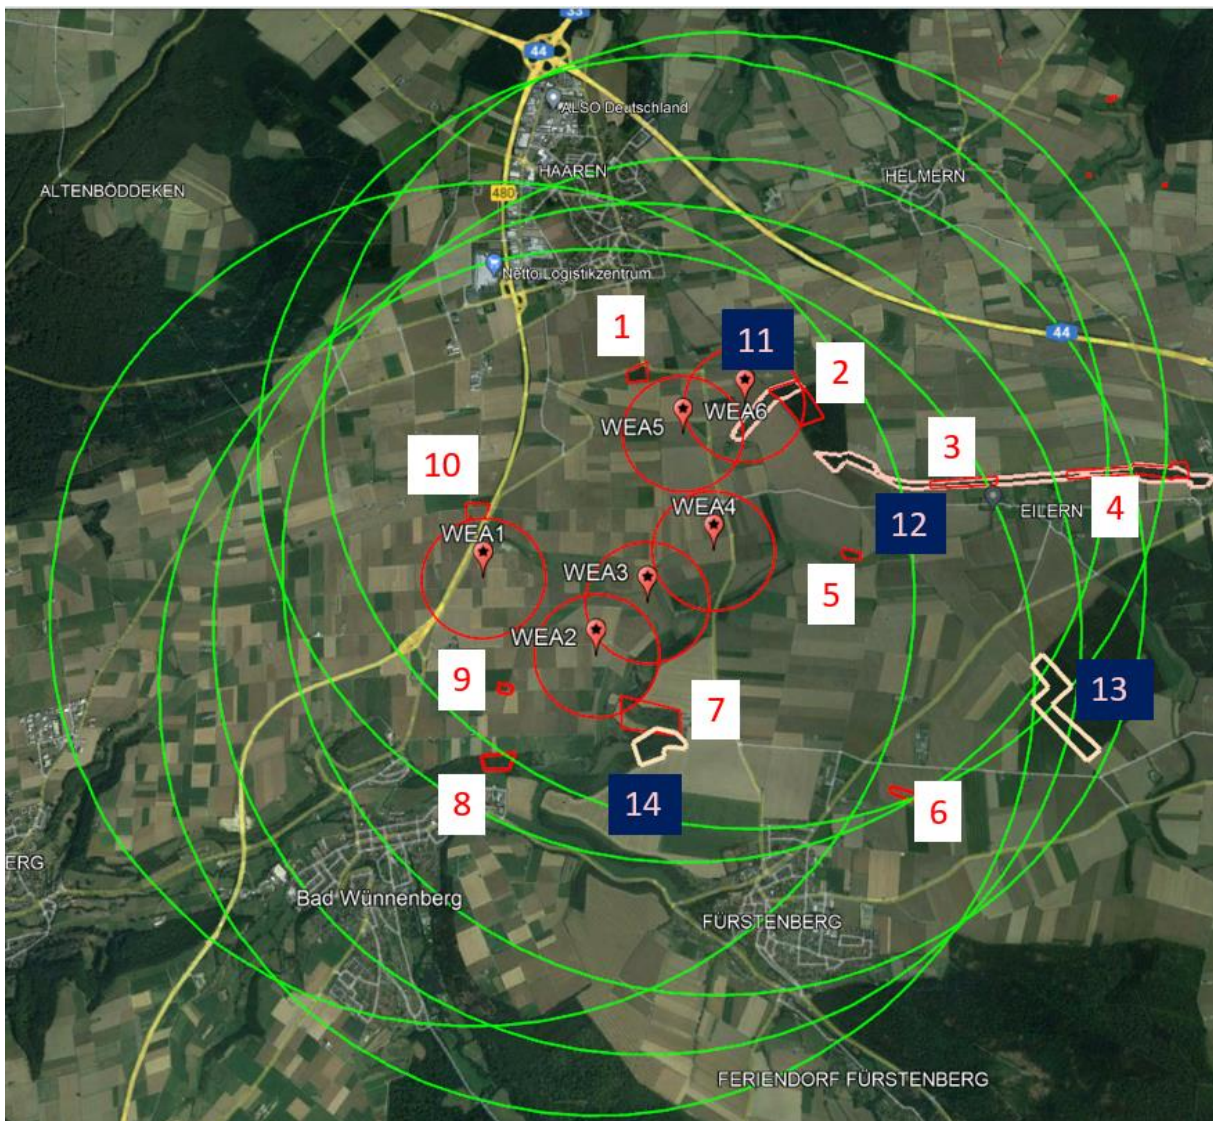 33
44
ALSO Deutschland
HAAREN
ALTENBÖDDEKEN
480
HELMERN
Netto Logistikzentrum
1
11
44
2
WEA5
WEA6
10
3
4
WEA4
EILERN
12
WEA1
WEA3
5
WEA2
9
13
7
8
14
6
ERG
Bad Wünnenberg
FÜRSTENBERG
FERIENDORF FÜRSTENBERG